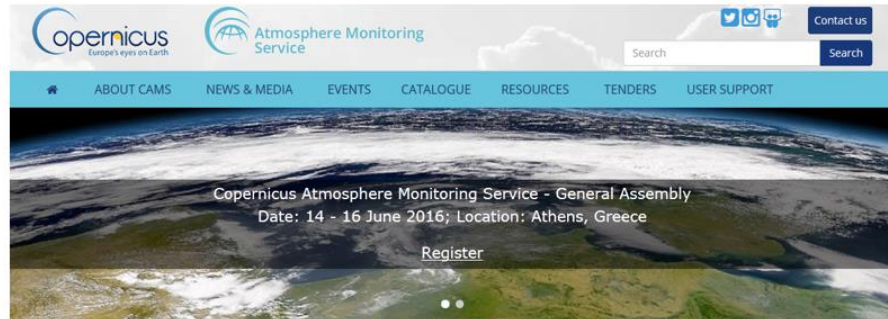 Copernicus
Europe's eyes on Earth
Atmosphere Monitoring
Service
Contact us
Search
Search
ABOUT CAMS
NEWS & MEDIA
EVENTS
CATALOGUE
RESOURCES
TENDERS
USER SUPPORT
Copernicus Atmosphere Monitoring Service - General Assembly
Date: 14 - 16 June 2016; Location: Athens, Greece
Register